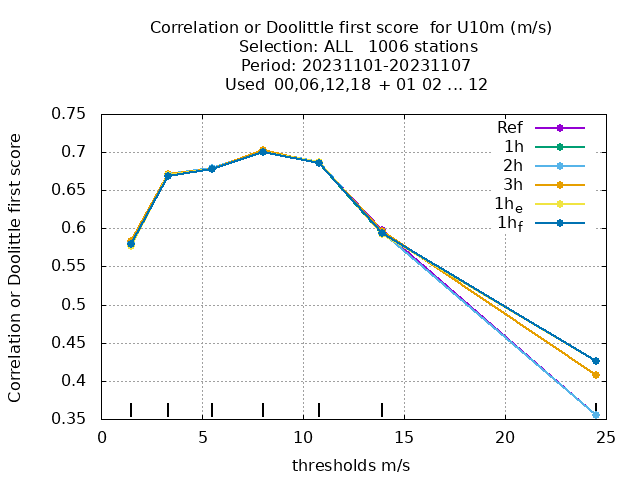 Correlation or Doolittle first score  for U10m (m/s)
Selection: ALL   1006 stations
Period: 20231101-20231107
Used  00,06,12,18 + 01 02 ... 12
Correlation or Doolittle first score
0.75
0.7
0.65
0.6
0.55
0.5
0.45
0.4
0.35
Ref
1h
2h
3h
1h_e
1h_f
0 5 10 15 20 25
thresholds m/s